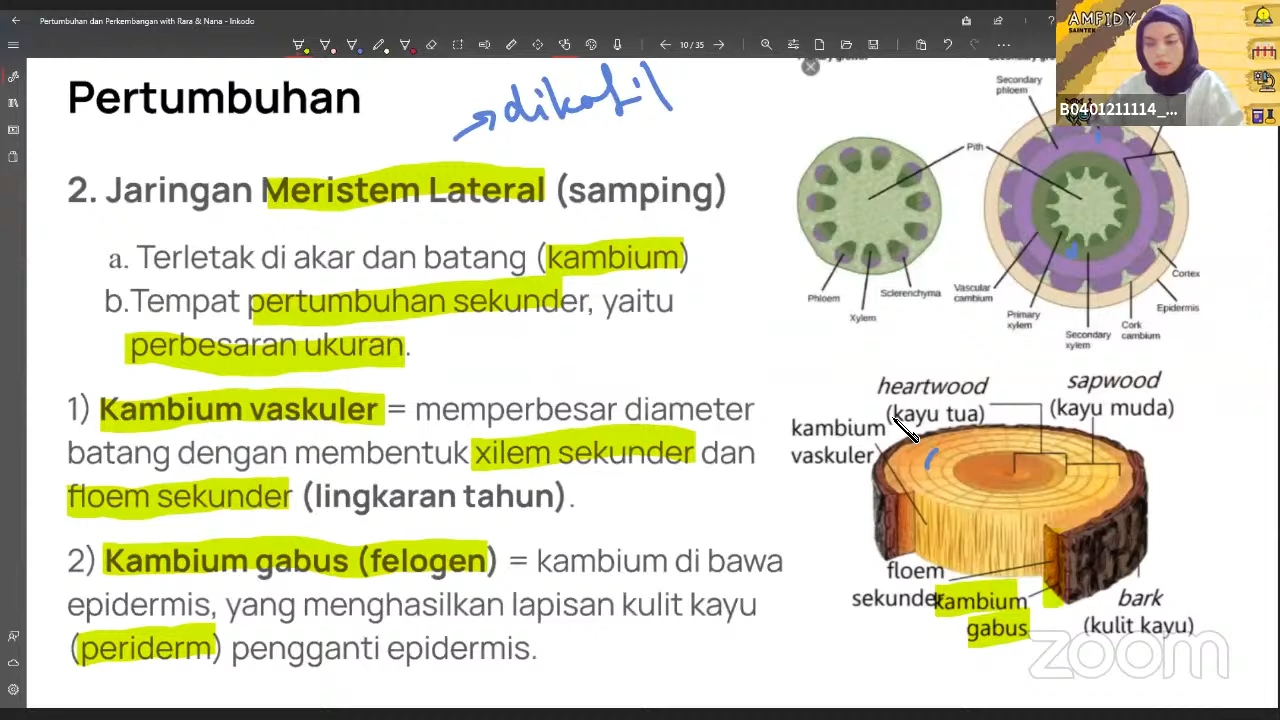 Pertumbuhan dan Perkembangan with Rara & Nana - Inkodo
10/35
AMFIDY
SAINTEK
B0401211114_...
Pertumbuhan
dikotil
2. Jaringan Meristem Lateral (samping)
a. Terletak di akar dan batang (kambium)
b.Tempat pertumbuhan sekunder, yaitu
perbesaran ukuran.
1) Kambium vaskuler = memperbesar diameter
batang dengan membentuk xilem sekunder dan
floem sekunder (lingkaran tahun).
2) Kambium gabus (felogen) = kambium di bawa
epidermis, yang menghasilkan lapisan kulit kayu
(periderm) pengganti epidermis.
Secondary
phloem
Pith
Phloem
Xylem
Sclerenchyma
Vascular
cambium
Primary
xylem
Secondary
xylem
Cork
cambium
Epidermis
Cortex
heartwood
(kayu tua)
sapwood
(kayu muda)
kambium
vaskuler
floem
sekunder
kambium
gabus
bark
(kulit kayu)
zoom